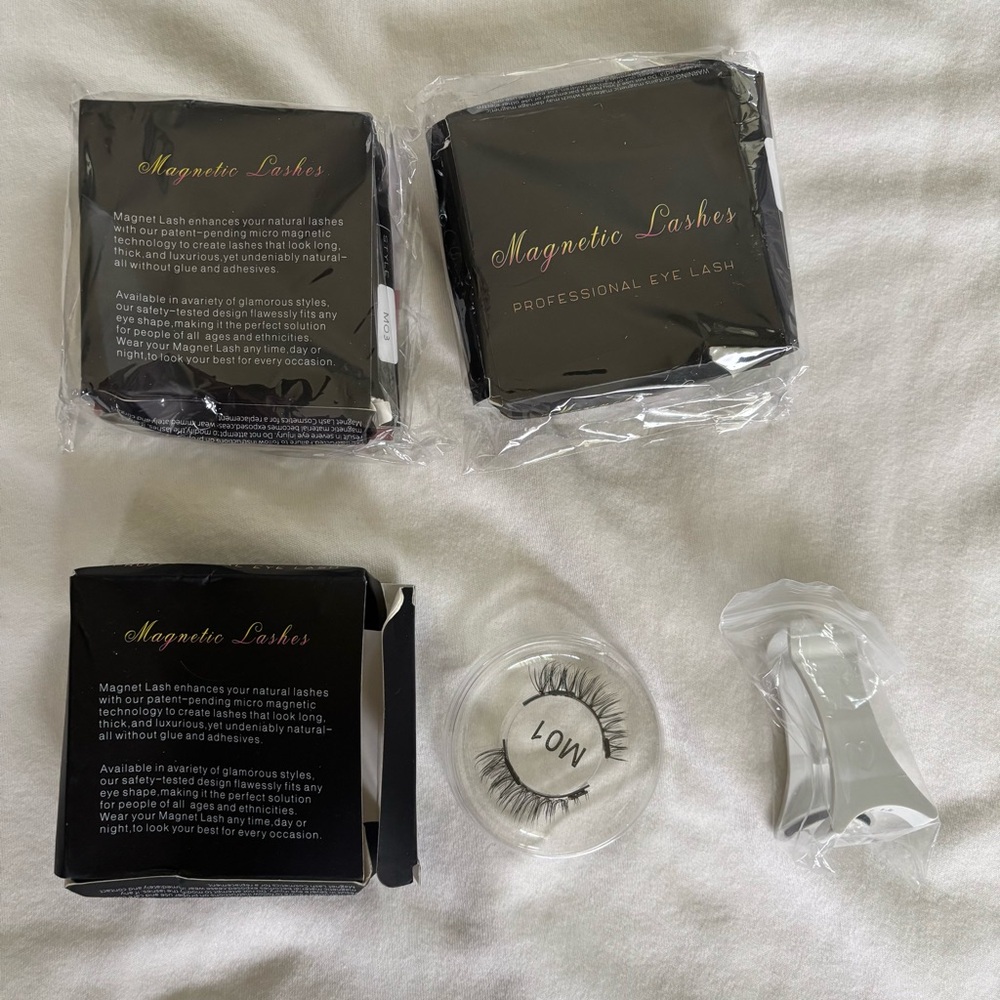 Magnetic Lashes
Magnet Lash enhances your natural lashes
with our patent-pending micro magnetic
technology to create lashes that look long,
thick,and luxurious,yet undeniably natural-
all without glue and adhesives.
Available in avariety of glamorous styles,
our safety-tested design flawessly fits any
eye shape,making it the perfect solution
for people of all ages and ethnicities.
Wear your Magnet Lash any time,day or
night,to look your best for every occasion.
STYLE
M03
Magnet Lash Cosmetics for a replacement
Magnetic Lashes
PROFESSIONAL EYE LASH
EYE LASH
Magnetic Lashes
Magnet Lash enhances your natural lashes
with our patent-pending micro magnetic
technology to create lashes that look long,
thick,and luxurious,yet undeniably natural-
all without glue and adhesives.
Available in avariety of glamorous styles,
our safety-tested design flawessly fits any
eye shape,making it the perfect solution
for people of all ages and ethnicities.
Wear your Magnet Lash any time,day or
night,to look your best for every occasion.
M01